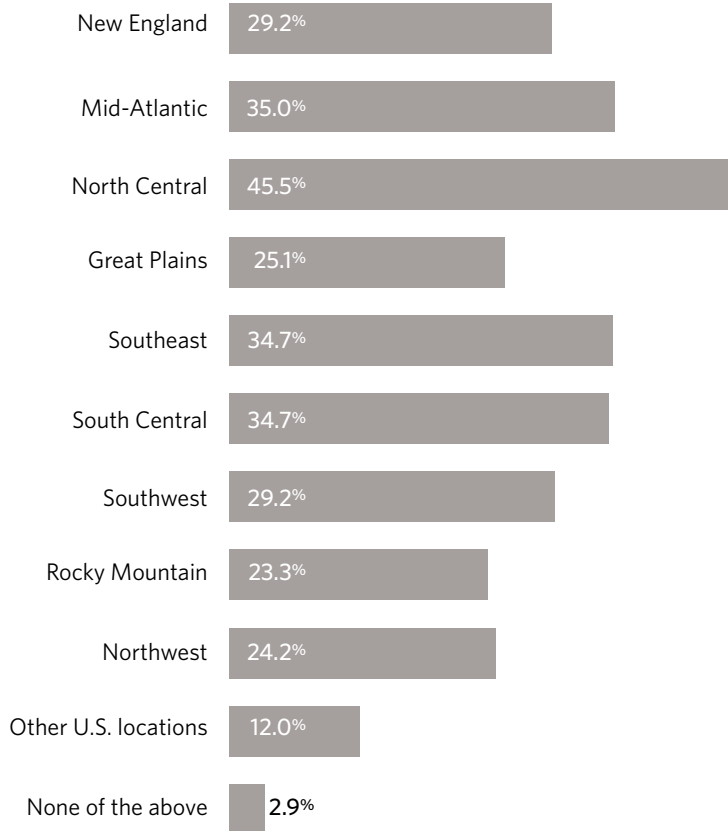 New England 29.2%
Mid-Atlantic 35.0%
North Central 45.5%
Great Plains 25.1%
Southeast 34.7%
South Central 34.7%
Southwest 29.2%
Rocky Mountain 23.3%
Northwest 24.2%
Other U.S. locations 12.0%
None of the above 2.9%